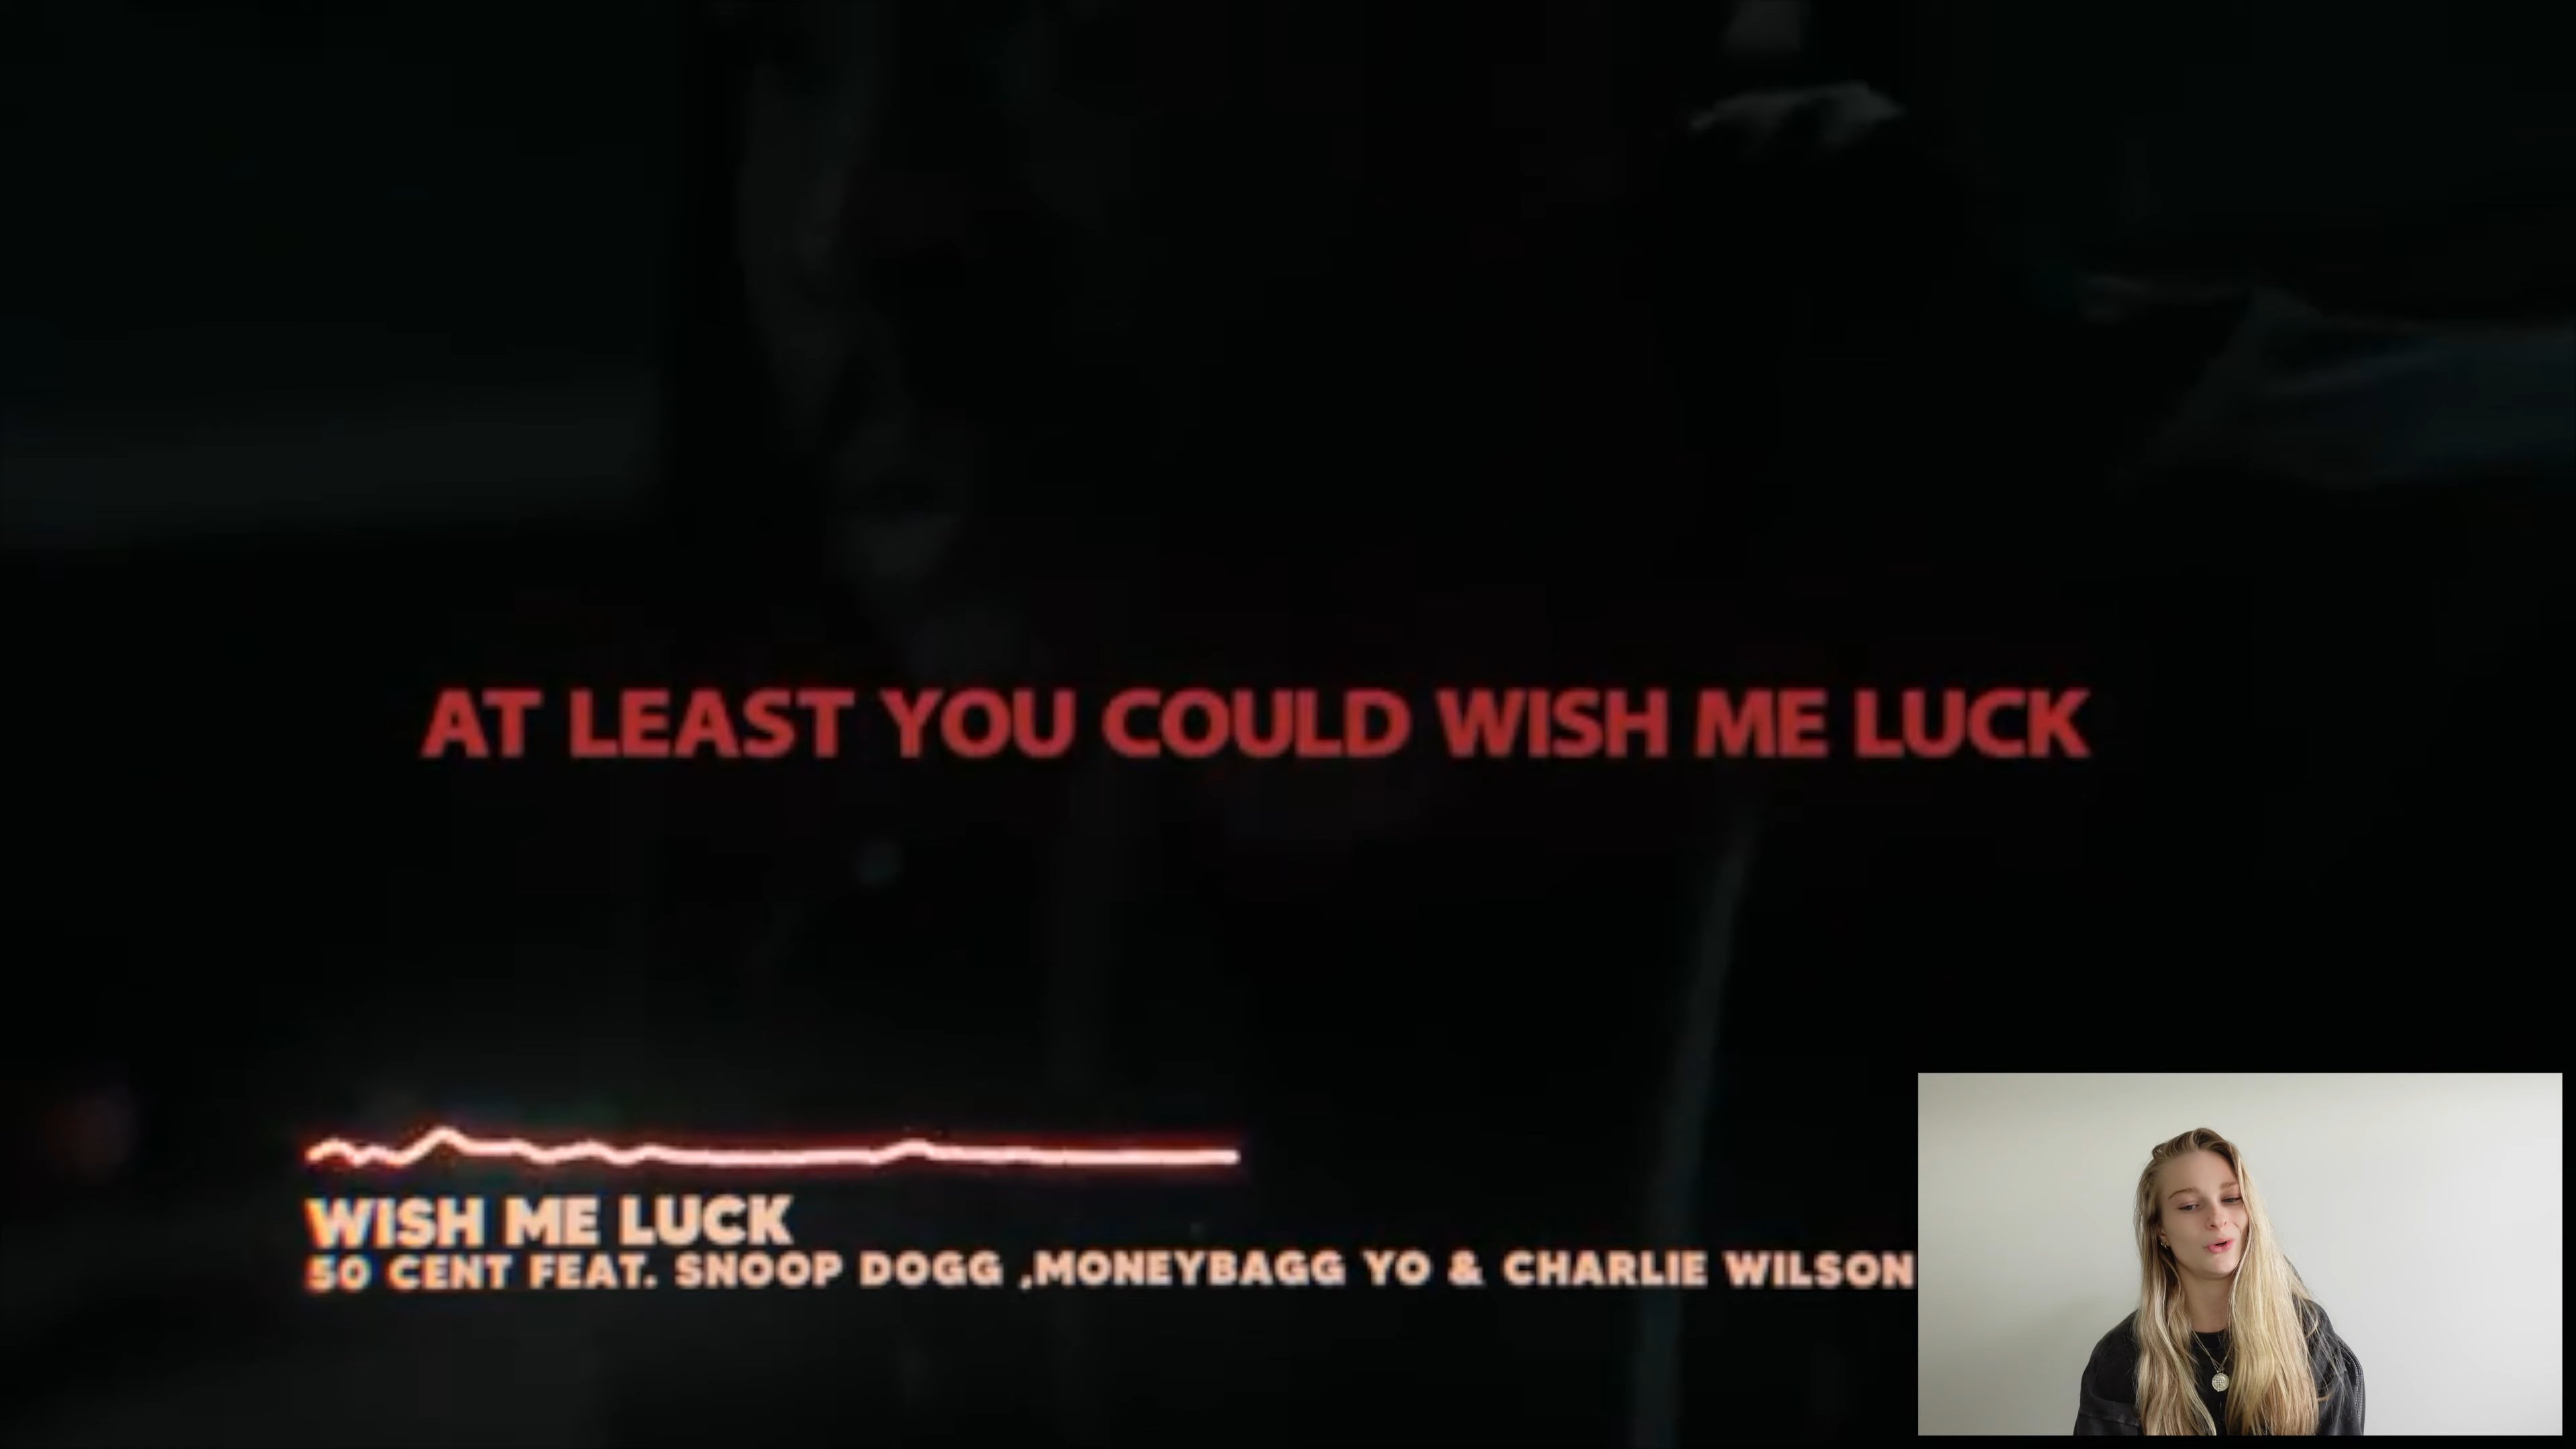 AT LEAST YOU COULD WISH ME LUCK
WISH ME LUCK
50 CENT FEAT. SNOOP DOGG ,MONEYBAGG YO & CHARLIE WILSON